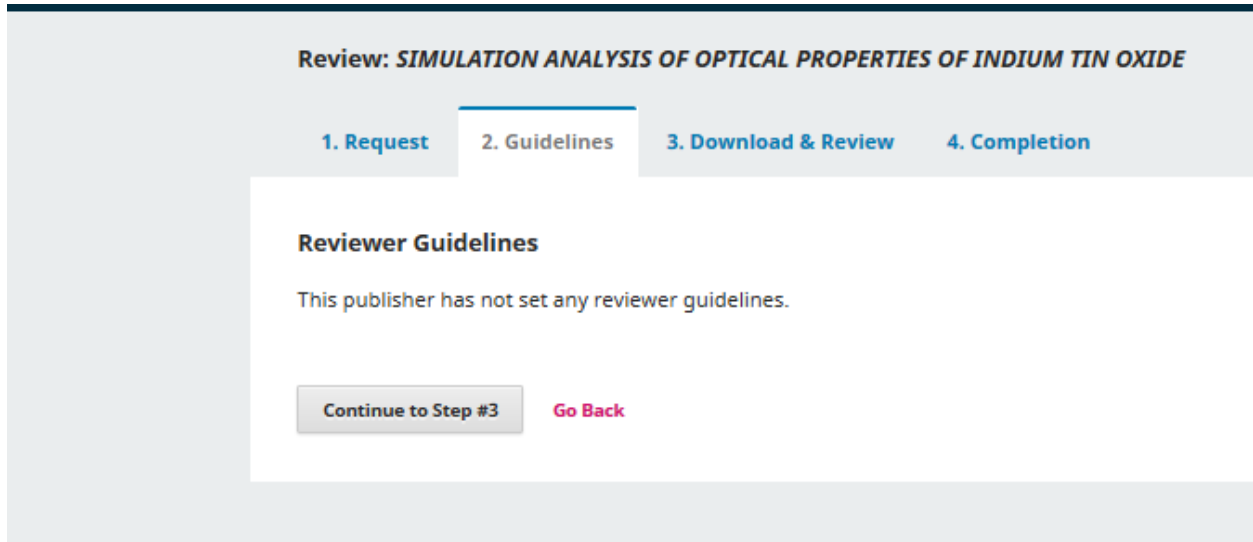 Review: SIMULATION ANALYSIS OF OPTICAL PROPERTIES OF INDIUM TIN OXIDE
1. Request 2. Guidelines 3. Download & Review 4. Completion
Reviewer Guidelines
This publisher has not set any reviewer guidelines.
Continue to Step #3 Go Back